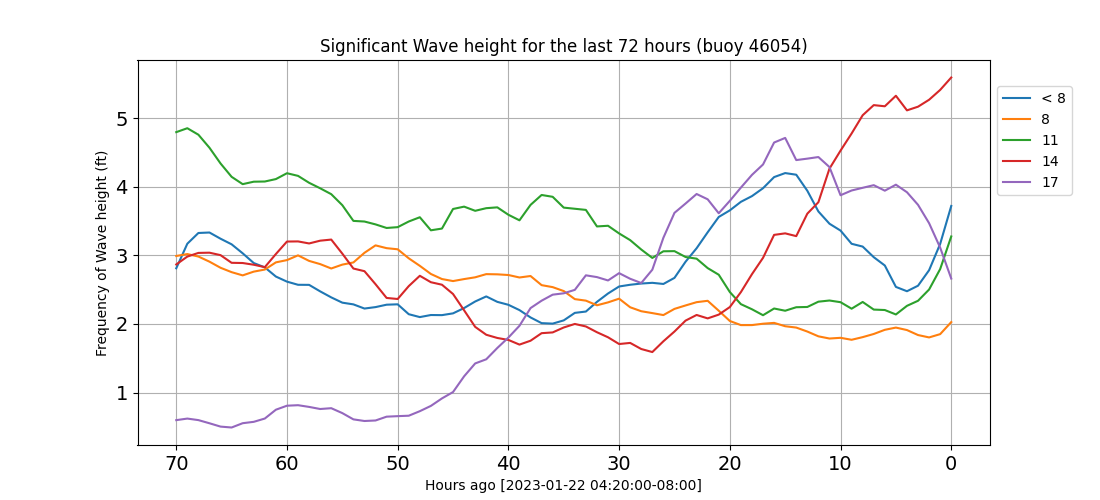 Significant Wave height for the last 72 hours (buoy 46054)
Frequency of Wave height (ft)
5
4
3
2
1
70 60 50 40 30 20 10 0
Hours ago [2023-01-22 04:20:00-08:00]
< 8
8
11
14
17